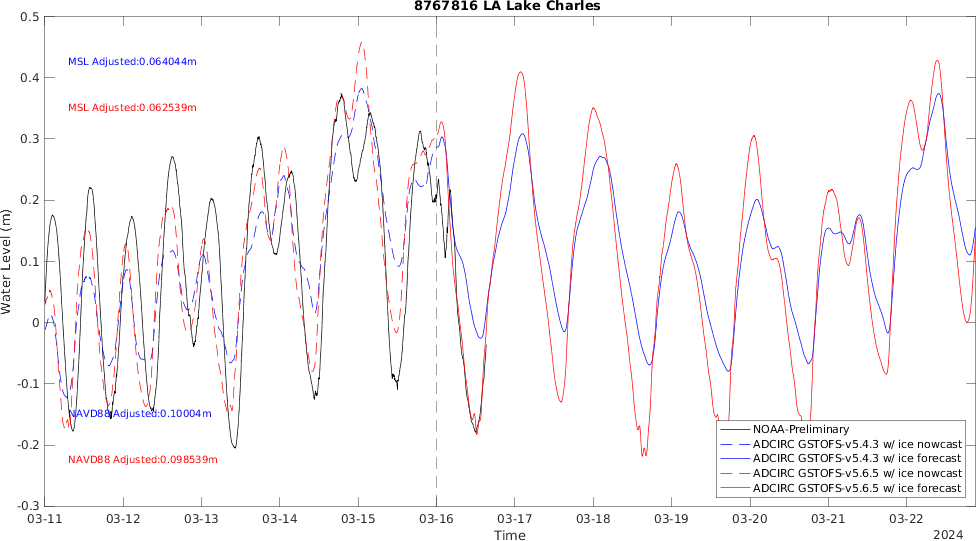 8767816 LA Lake Charles
0.5
0.4
0.3
0.2
0.1
0
-0.1
-0.2
-0.3
Water Level (m)
MSL Adjusted:0.064044m
MSL Adjusted:0.062539m
NAVD88 Adjusted:0.10004m
NAVD88 Adjusted:0.098539m
NOAA-Preliminary
ADCIRC GSTOFS-v5.4.3 w/ ice nowcast
ADCIRC GSTOFS-v5.4.3 w/ ice forecast
ADCIRC GSTOFS-v5.6.5 w/ ice nowcast
ADCIRC GSTOFS-v5.6.5 w/ ice forecast
03-11 03-12 03-13 03-14 03-15 03-16 03-17 03-18 03-19 03-20 03-21 03-22
Time
2024